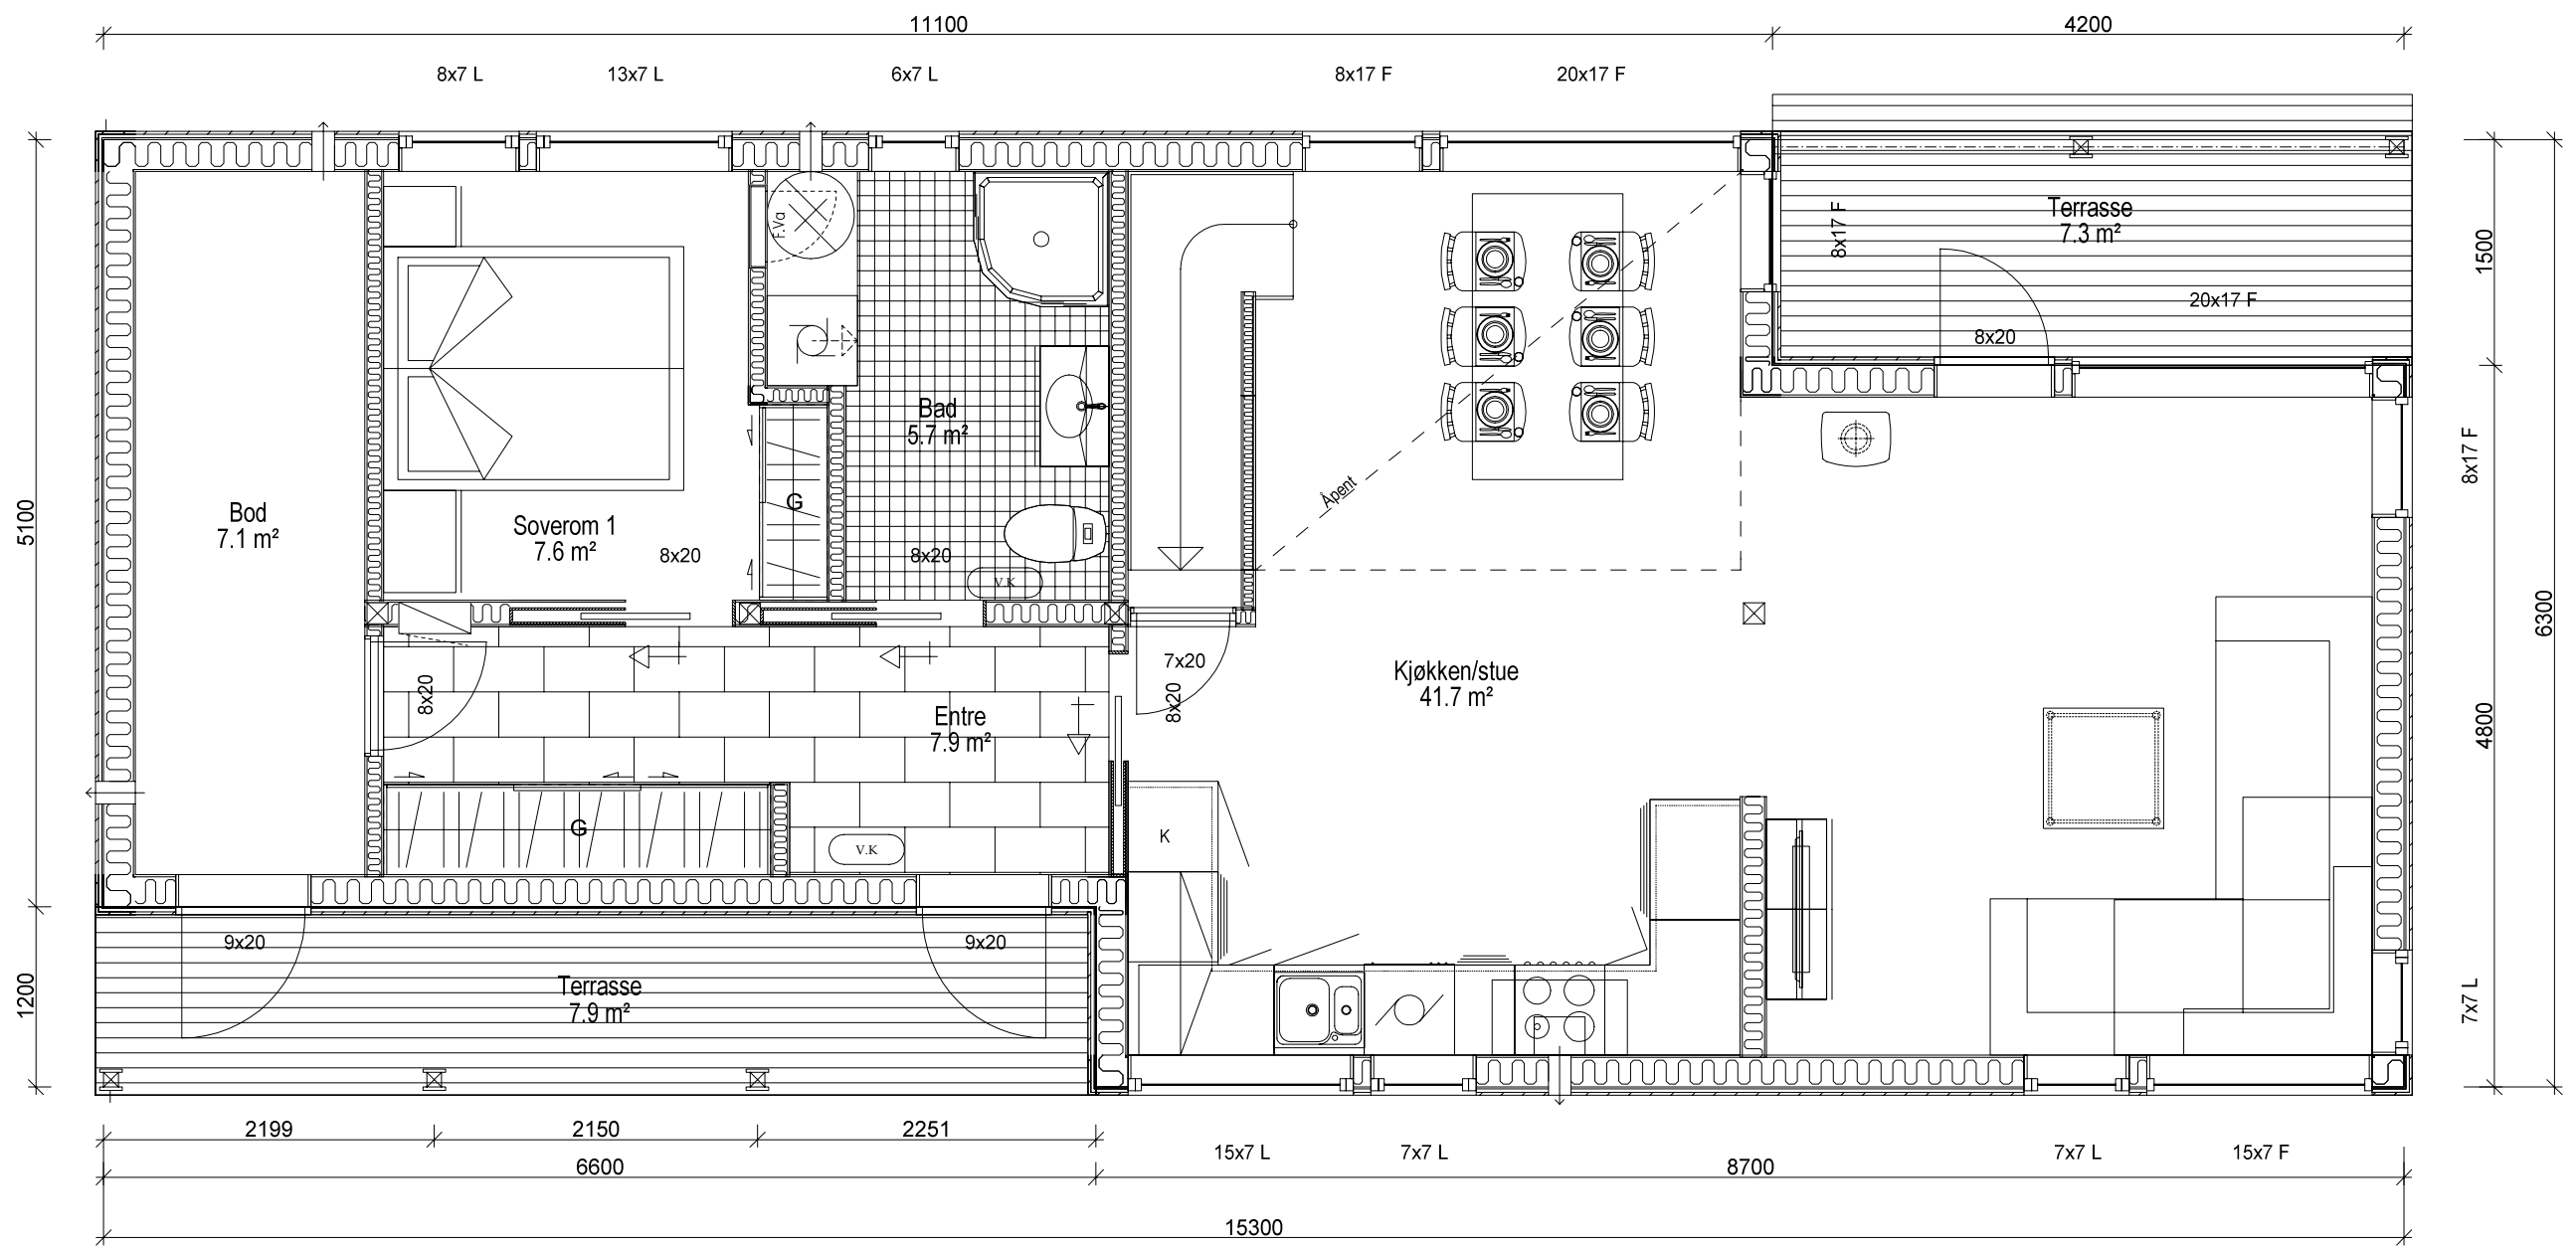 11100
4200
8x7 L
13x7 L
6x7 L
8x17 F
20x17 F
F.Va
Terrasse
7.3 m²
8x17 F
20x17 F
8x20
1500
Bad
5.7 m²
8x17 F
Åpent
G
Bod
7.1 m²
Soverom 1
7.6 m²
8x20
8x20
V.K
5100
6300
7x20
8x20
8x20
Kjøkken/stue
41.7 m²
Entre
7.9 m²
4800
G
V.K
K
9x20
9x20
Terrasse
7.9 m²
1200
7x7 L
2199
2150
2251
15x7 L
7x7 L
7x7 L
15x7 F
6600
8700
15300